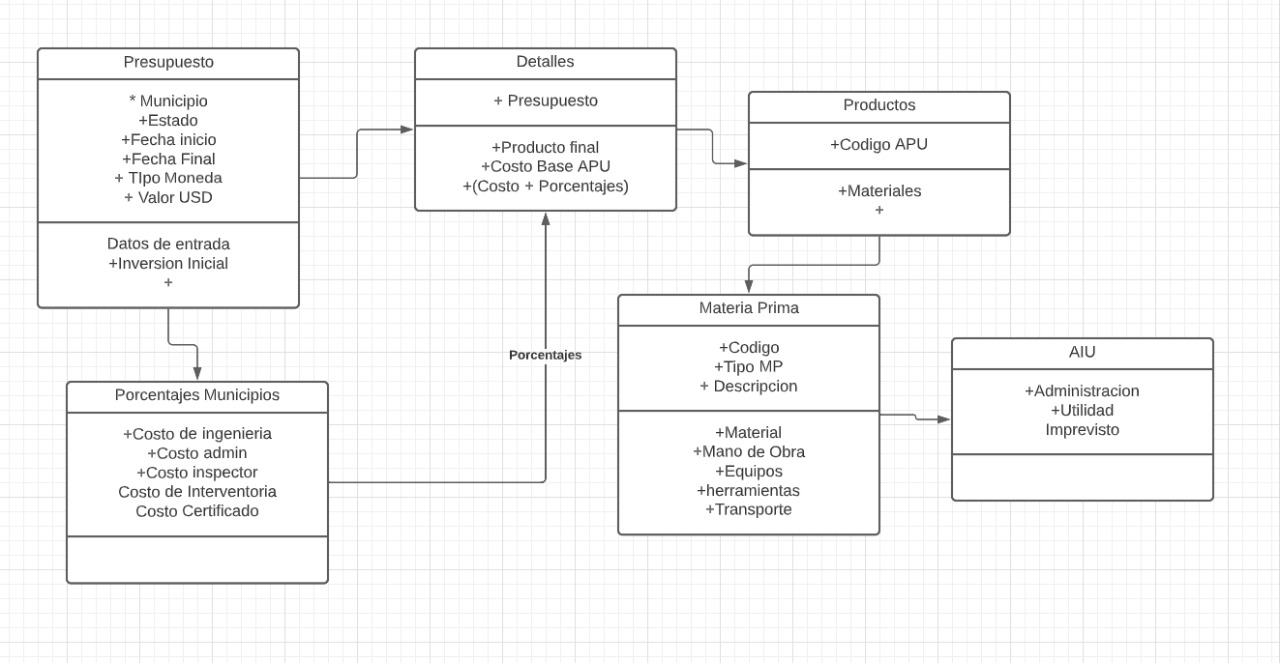 Presupuesto
* Municipio
+Estado
+Fecha inicio
+Fecha Final
+ TIpo Moneda
+ Valor USD
Datos de entrada
+Inversion Inicial
+
Detalles
+ Presupuesto
+Producto final
+Costo Base APU
+(Costo + Porcentajes)
Productos
+Codigo APU
+Materiales
+
Porcentajes
Materia Prima
+Codigo
+Tipo MP
+ Descripcion
+Material
+Mano de Obra
+Equipos
+herramientas
+Transporte
AIU
+Administracion
+Utilidad
Imprevisto
Porcentajes Municipios
+Costo de ingenieria
+Costo admin
+Costo inspector
Costo de Interventoria
Costo Certificado